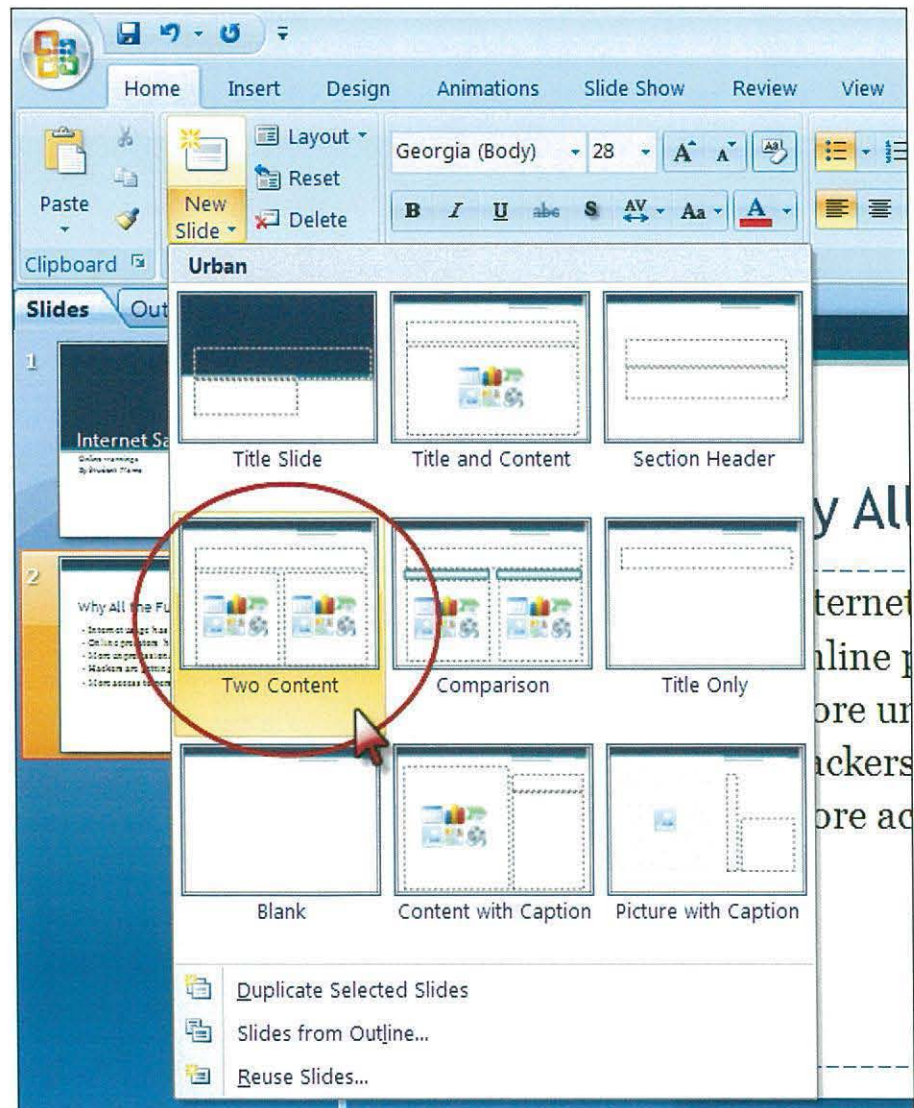 Home Insert Design Animations Slide Show Review View
Layout
Georgia (Body) 28
Reset
Paste New Slide Delete
B I U abc S AV Aa A
Clipboard
Urban
Slides Out
1
Internet Sa
Title Slide Title and Content Section Header
y All
2
Why All the Fu
ternet
nline p
ore un
ackers
ore ac
Two Content Comparison Title Only
Blank Content with Caption Picture with Caption
Duplicate Selected Slides
Slides from Outline...
Reuse Slides...